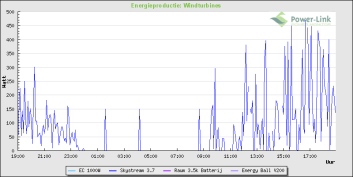 Energieproductie: Windturbines
Power-Link
500
450
400
350
300
250
200
150
100
50
0
Watt
19:00 21:00 23:00 01:00 03:00 05:00 07:00 09:00 11:00 13:00 15:00 17:00
Uur
EC 1000W Skystream 3.7 Raum 3.5k Batterij Energy Ball V200